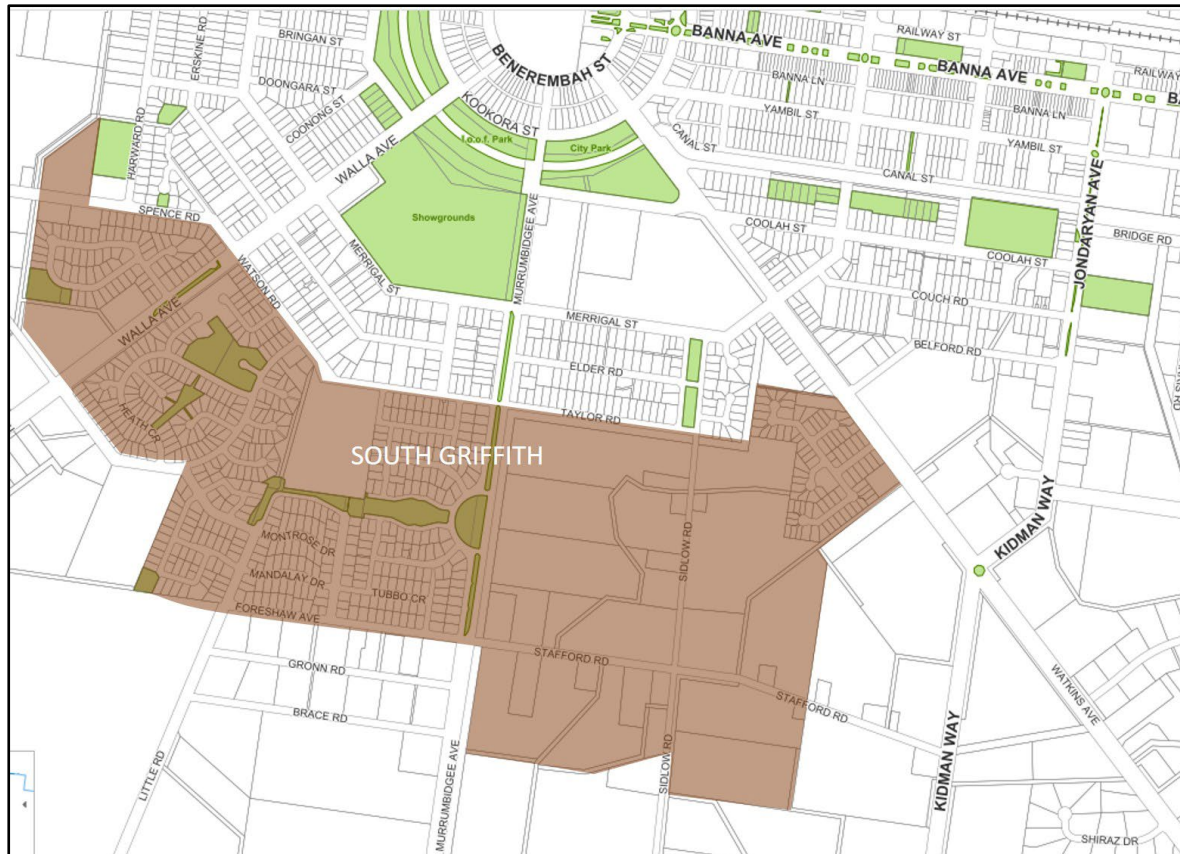 ERSKINE RD
BRINGAN ST
BENEREMBAH ST
BANNA AVE
RAILWAY ST
BANNA AVE
RAILWAY
DOONGARA ST
BANNA LN
BANNA LN
BA
HARWARD RD
COONONG ST
KOOKORA ST
YAMBIL ST
YAMBIL ST
I.o.o.f. Park
City Park
CANAL ST
WALLA AVE
CANAL ST
SPENCE RD
Showgrounds
MURRUMBIDGEE AVE
COOLAH ST
BRIDGE RD
JONDARYAN AVE
COOLAH ST
WATSON RD
MERRIGAL ST
COUCH RD
WALLA AVE
MERRIGAL ST
BELFORD RD
ELDER RD
HEATH CR
TAYLOR RD
SOUTH GRIFFITH
MONTROSE DR
SIDLOW RD
KIDMAN WAY
MANDALAY DR
TUBBO CR
FORESHAW AVE
STAFFORD RD
GRONN RD
STAFFORD RD
WATKINS AVE
BRACE RD
LITTLE RD
MURRUMBIDGEE AVE
SIDLOW RD
KIDMAN WAY
SHIRAZ DR